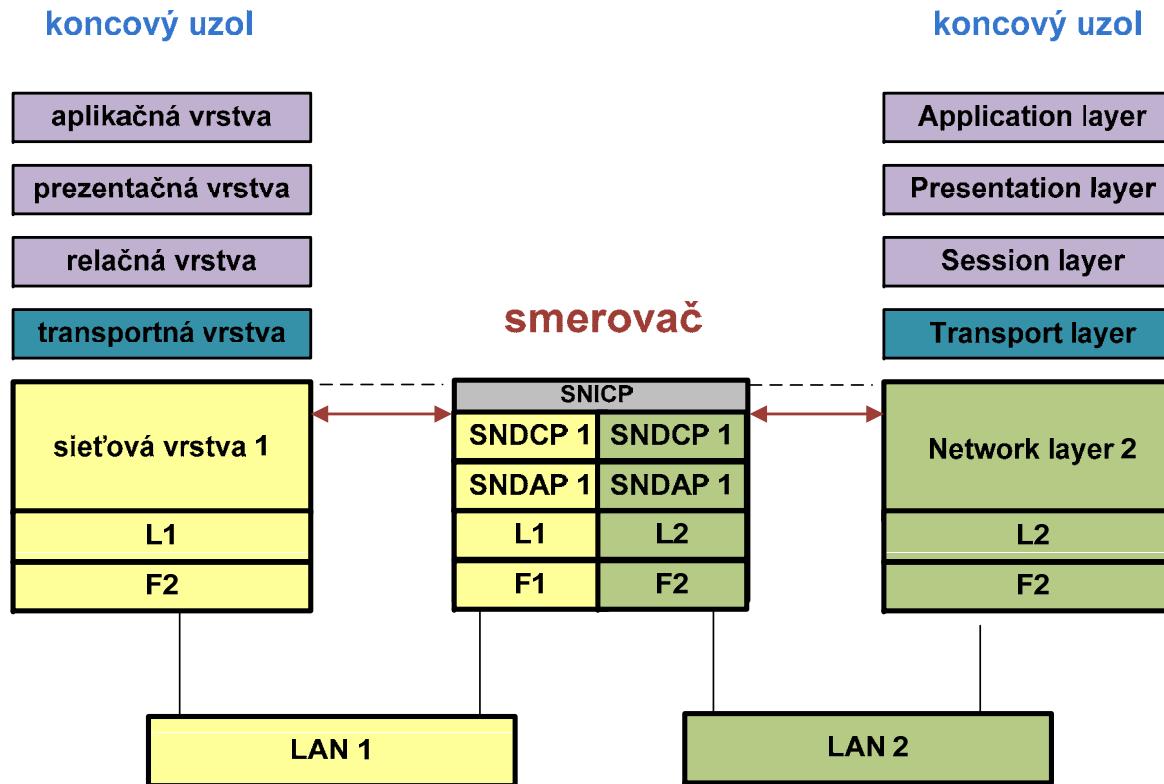 koncový uzol
koncový uzol
aplikačná vrstva
Application layer
prezentačná vrstva
Presentation layer
relačná vrstva
Session layer
smerovač
transportná vrstva
Transport layer
SNICP
sieťová vrstva 1
SNDCP 1
SNDCP 1
Network layer 2
SNDAP 1
SNDAP 1
L1
L1
L2
L2
F2
F1
F2
F2
LAN 1
LAN 2